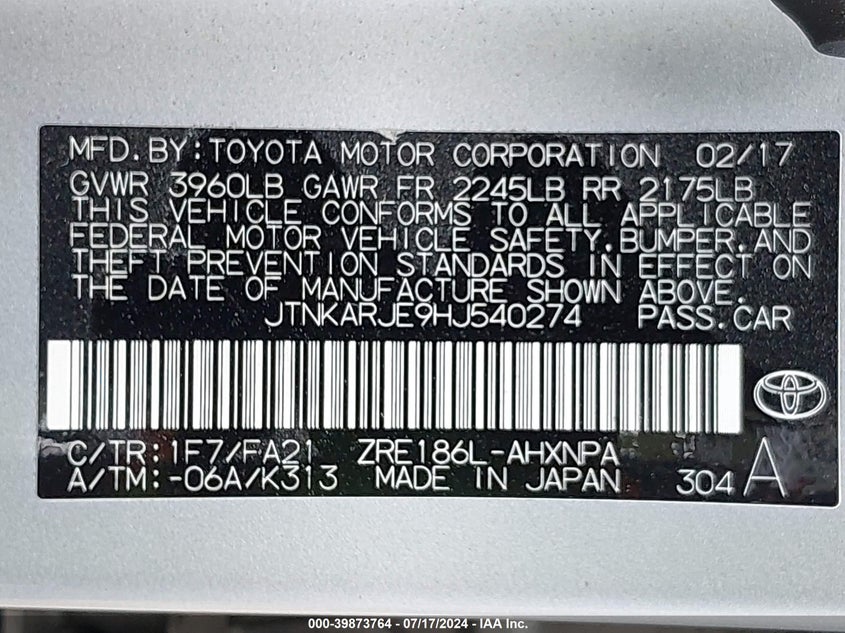 MFD.BY:TOYOTA MOTOR CORPORATION 02/17
GVWR 3960LB GAWR FR 2245LB RR 2175LB
THIS VEHICLE CONFORMS TO ALL APPLICABLE
FEDERAL MOTOR VEHICLE SAFETY,BUMPER,AND
THEFT PREVENTION STANDARDS IN EFFECT ON
THE DATE OF MANUFACTURE SHOWN ABOVE.
JTNKARJE9HJ540274 PASS.CAR
C/TR:1F7/FA21 ZRE186L-AHXNPA
A/TM:-06A/K313 MADE IN JAPAN 304 A
000-39873764 - 07/17/2024 - IAA Inc.